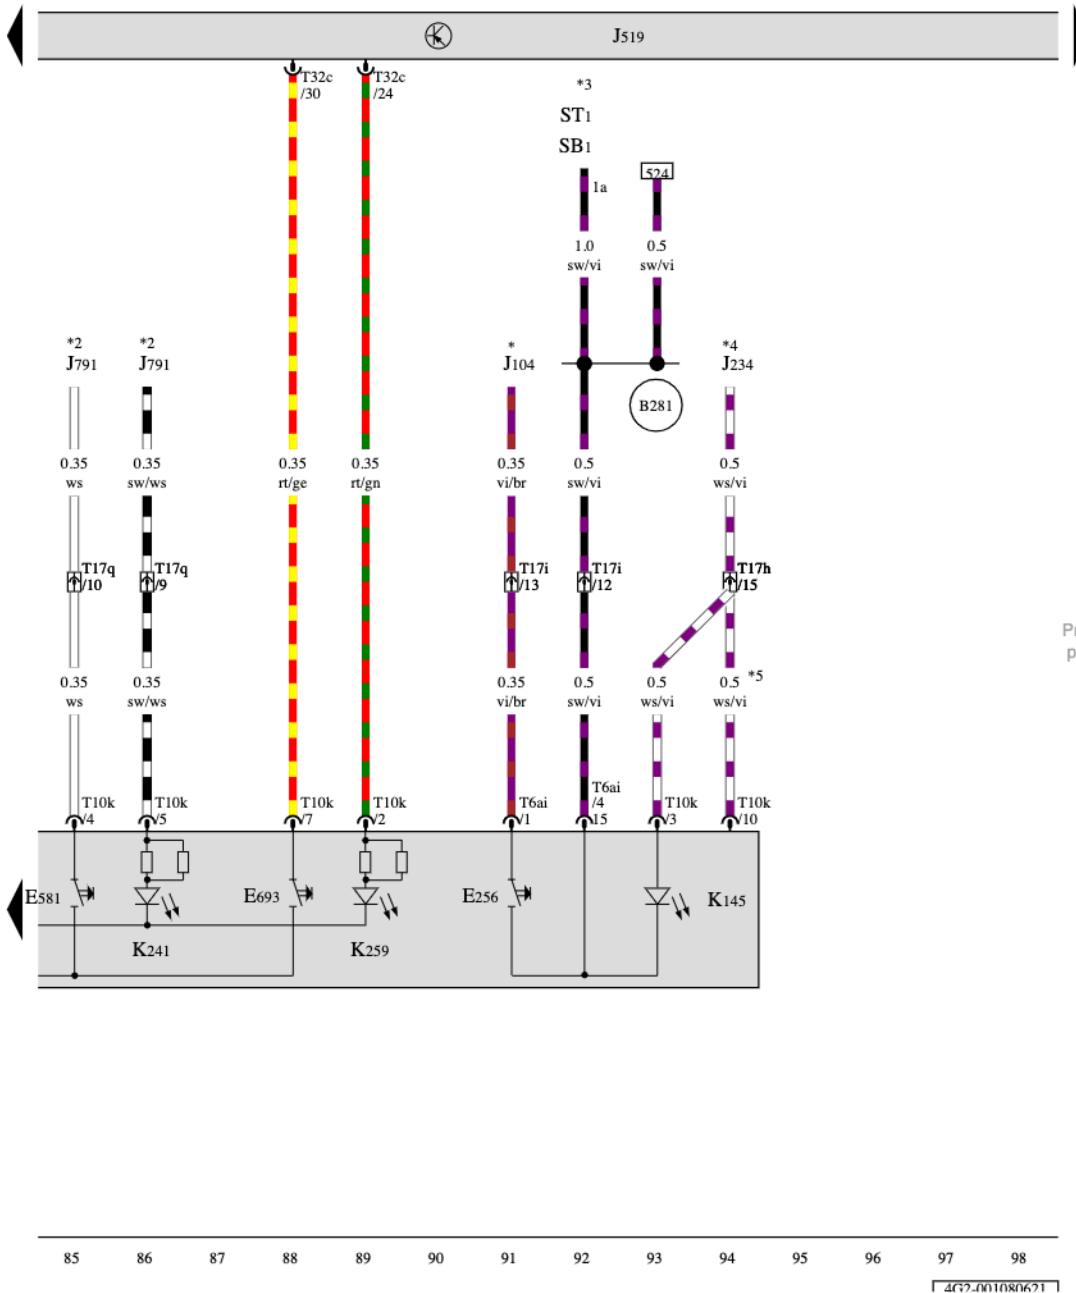 J519
T32c
/30
T32c
/24
*3
ST1
SB1
524
1a
1.0
sw/vi
0.5
sw/vi
*2
J791
*2
J791
*
J104
*4
J234
B281
0.35
ws
0.35
sw/ws
0.35
rt/ge
0.35
rt/gn
0.35
vi/br
0.5
sw/vi
0.5
ws/vi
T17q
/10
T17q
/9
T17i
/13
T17i
/12
T17h
/15
0.35
ws
0.35
sw/ws
0.35
vi/br
0.5
sw/vi
0.5
ws/vi
0.5
ws/vi
*5
T10k
/4
T10k
/5
T10k
/7
T10k
/2
T6ai
/1
T6ai
/4
15
T10k
/3
T10k
/10
E581
K241
E693
K259
E256
K145
85 86 87 88 89 90 91 92 93 94 95 96 97 98
4G2-001080621